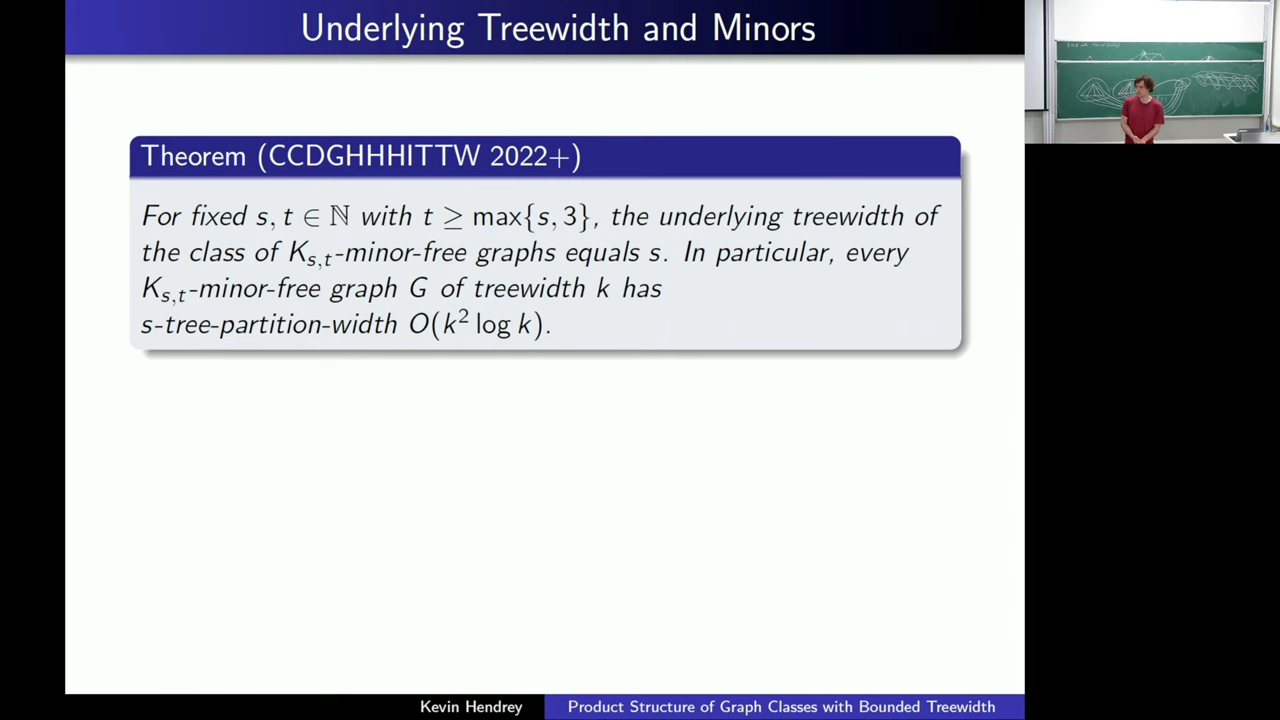 Underlying Treewidth and Minors
Theorem (CCDGHHHITTW 2022+)
For fixed s, t ∈ ℕ with t ≥ max{s, 3}, the underlying treewidth of
the class of K_{s,t}-minor-free graphs equals s. In particular, every
K_{s,t}-minor-free graph G of treewidth k has
s-tree-partition-width O(k² log k).
Kevin Hendrey
Product Structure of Graph Classes with Bounded Treewidth